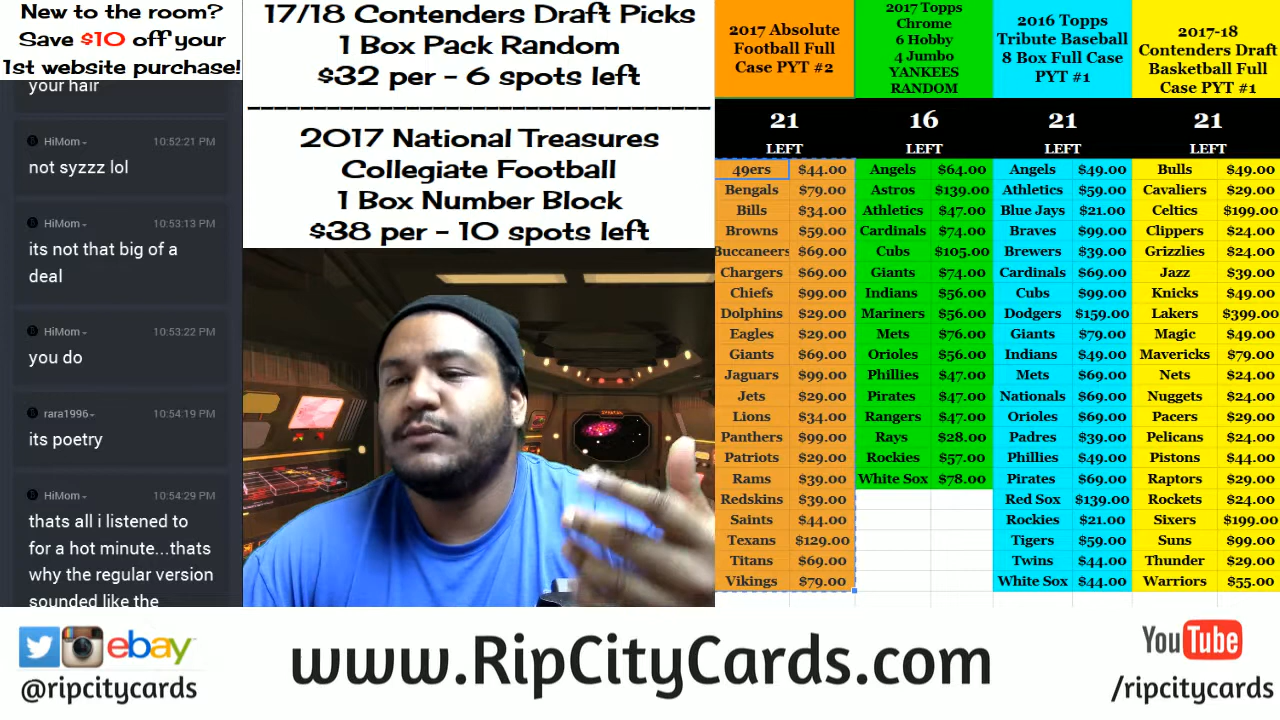 New to the room?
Save $10 off your
1st website purchase!
your hair
HiMom
10:52:21 PM
not syzzz lol
HiMom
10:53:13 PM
its not that big of a
deal
HiMom
10:53:22 PM
you do
rara1996
10:54:19 PM
its poetry
HiMom
10:54:29 PM
thats all i listened to
for a hot minute...thats
why the regular version
sounded like the
17/18 Contenders Draft Picks
1 Box Pack Random
$32 per - 6 spots left
2017 National Treasures
Collegiate Football
1 Box Number Block
$38 per - 10 spots left
2017 Absolute
Football Full
Case PYT #2
21
LEFT
49ers $44.00
Bengals $79.00
Bills $34.00
Browns $59.00
Buccaneers $69.00
Chargers $69.00
Chiefs $99.00
Dolphins $29.00
Eagles $29.00
Giants $69.00
Jaguars $99.00
Jets $29.00
Lions $34.00
Panthers $99.00
Patriots $29.00
Rams $39.00
Redskins $39.00
Saints $44.00
Texans $129.00
Titans $69.00
Vikings $79.00
2017 Topps
Chrome
6 Hobby
4 Jumbo
YANKEES
RANDOM
16
LEFT
Angels $64.00
Astros $139.00
Athletics $47.00
Cardinals $74.00
Cubs $105.00
Giants $74.00
Indians $56.00
Mariners $56.00
Mets $76.00
Orioles $56.00
Phillies $47.00
Pirates $47.00
Rangers $47.00
Rays $28.00
Rockies $57.00
White Sox $78.00
2016 Topps
Tribute Baseball
8 Box Full Case
PYT #1
21
LEFT
Angels $49.00
Athletics $59.00
Blue Jays $21.00
Braves $99.00
Brewers $39.00
Cardinals $69.00
Cubs $99.00
Dodgers $159.00
Giants $79.00
Indians $49.00
Mets $69.00
Nationals $69.00
Orioles $69.00
Padres $39.00
Phillies $49.00
Pirates $69.00
Red Sox $139.00
Rockies $21.00
Tigers $59.00
Twins $44.00
White Sox $44.00
2017-18
Contenders Draft
Basketball Full
Case PYT #1
21
LEFT
Bulls $49.00
Cavaliers $29.00
Celtics $199.00
Clippers $24.00
Grizzlies $24.00
Jazz $39.00
Knicks $49.00
Lakers $399.00
Magic $49.00
Mavericks $79.00
Nets $24.00
Nuggets $24.00
Pacers $29.00
Pelicans $24.00
Pistons $44.00
Raptors $29.00
Rockets $24.00
Sixers $199.00
Suns $99.00
Thunder $29.00
Warriors $55.00
ebay
@ripcitycards
www.RipCityCards.com
YouTube
/ripcitycards